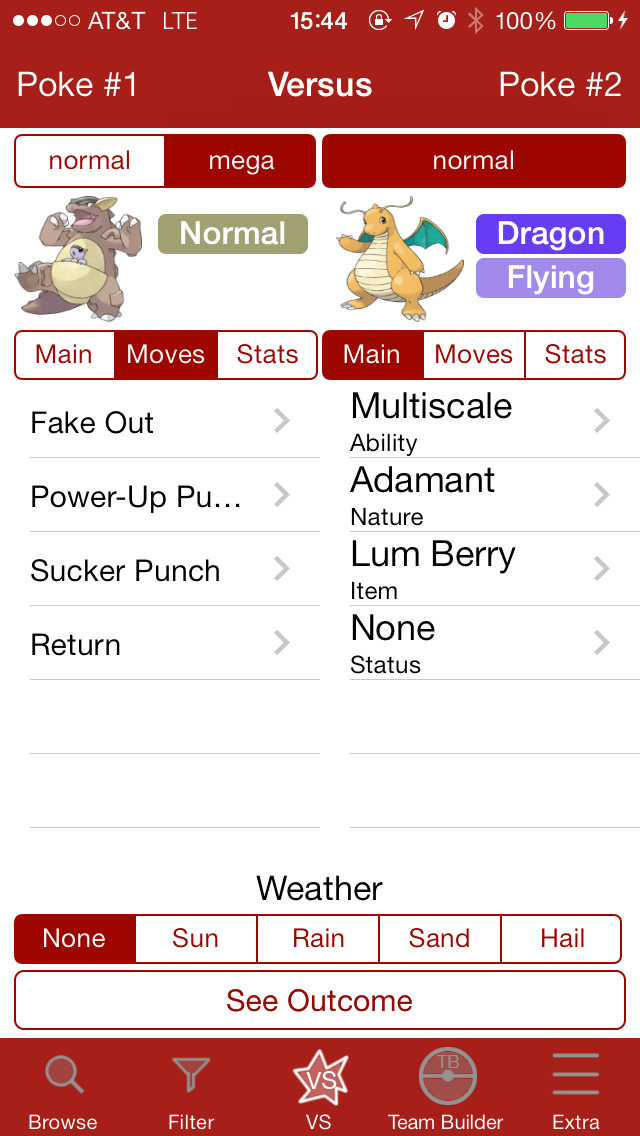 AT&T LTE 15:44 100%
Poke #1 Versus Poke #2
normal mega normal
Normal Dragon
Flying
Main Moves Stats Main Moves Stats
Fake Out
Multiscale
Ability
Power-Up Pu...
Adamant
Nature
Sucker Punch
Lum Berry
Item
Return
None
Status
Weather
None Sun Rain Sand Hail
See Outcome
VS TB
Browse Filter VS Team Builder Extra